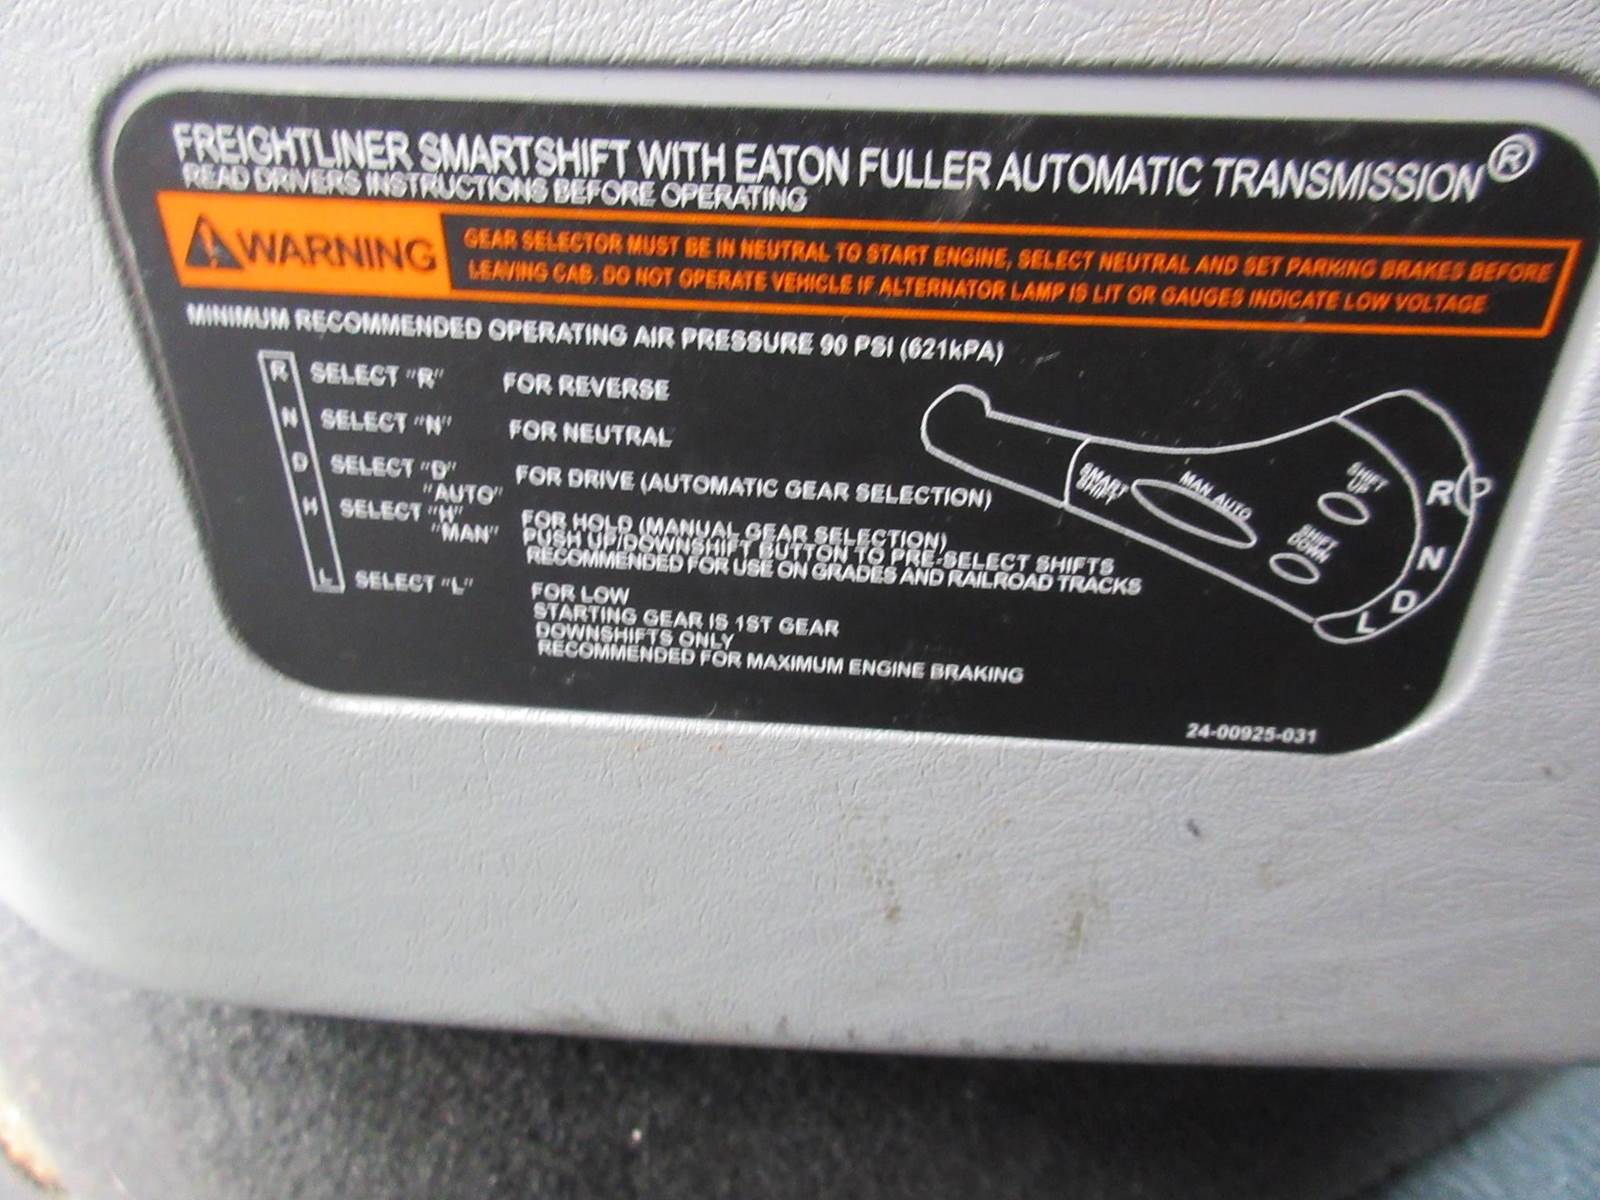 FREIGHTLINER SMARTSHIFT WITH EATON FULLER AUTOMATIC TRANSMISSION®
READ DRIVERS INSTRUCTIONS BEFORE OPERATING
WARNING
GEAR SELECTOR MUST BE IN NEUTRAL TO START ENGINE, SELECT NEUTRAL AND SET PARKING BRAKES BEFORE
LEAVING CAB. DO NOT OPERATE VEHICLE IF ALTERNATOR LAMP IS LIT OR GAUGES INDICATE LOW VOLTAGE
MINIMUM RECOMMENDED OPERATING AIR PRESSURE 90 PSI (621kPA)
R SELECT "R" FOR REVERSE
N SELECT "N" FOR NEUTRAL
D SELECT "D" FOR DRIVE (AUTOMATIC GEAR SELECTION)
"AUTO"
H SELECT "H" FOR HOLD (MANUAL GEAR SELECTION)
"MAN" PUSH UP/DOWNSHIFT BUTTON TO PRE-SELECT SHIFTS
RECOMMENDED FOR USE ON GRADES AND RAILROAD TRACKS
L SELECT "L" FOR LOW
STARTING GEAR IS 1ST GEAR
DOWNSHIFTS ONLY
RECOMMENDED FOR MAXIMUM ENGINE BRAKING
SMART
SHIFT
MAN AUTO
SHIFT
UP
SHIFT
DOWN
R
N
D
L
24-00925-031